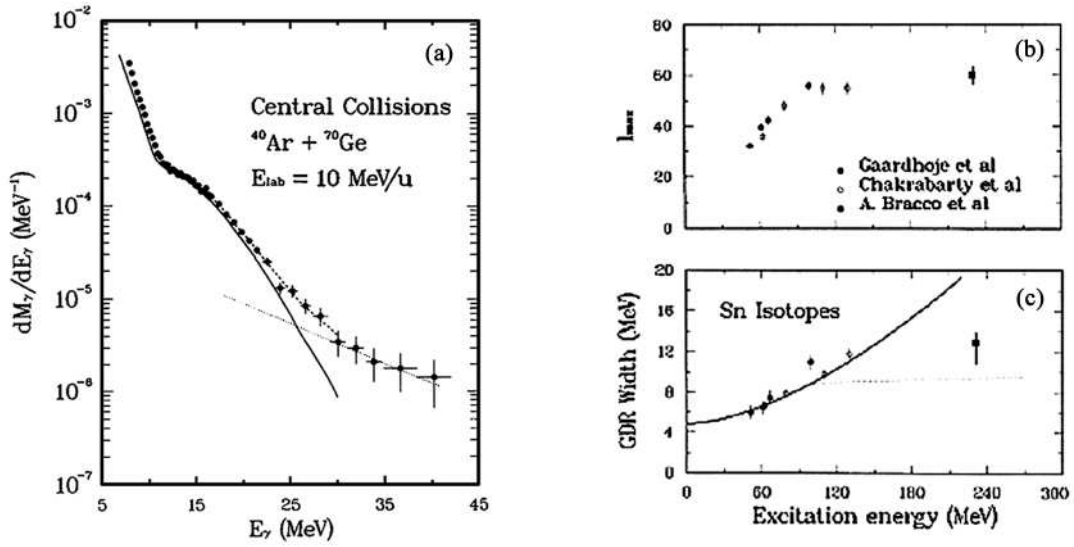 (a)
Central Collisions
⁴⁰Ar + ⁷⁰Ge
E_lab = 10 MeV/u
dM_γ/dE_γ (MeV⁻¹)
10⁻²
10⁻³
10⁻⁴
10⁻⁵
10⁻⁶
10⁻⁷
5 15 25 35 45
E_γ (MeV)
(b)
80
60
40
20
0
l_max
Gaardhoje et al
Chakrabarty et al
A. Bracco et al
(c)
Sn Isotopes
20
16
12
8
4
0
GDR Width (MeV)
0 60 120 180 240 300
Excitation energy (MeV)